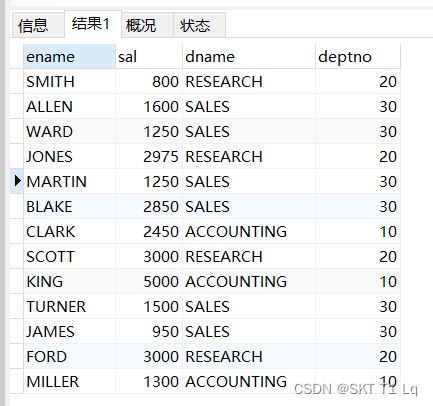 信息 结果1 概况 状态
ename sal dname deptno
SMITH 800 RESEARCH 20
ALLEN 1600 SALES 30
WARD 1250 SALES 30
JONES 2975 RESEARCH 20
MARTIN 1250 SALES 30
BLAKE 2850 SALES 30
CLARK 2450 ACCOUNTING 10
SCOTT 3000 RESEARCH 20
KING 5000 ACCOUNTING 10
TURNER 1500 SALES 30
JAMES 950 SALES 30
FORD 3000 RESEARCH 20
MILLER 1300 ACCOUNTING 10
CSDN @SKT T1 Lq